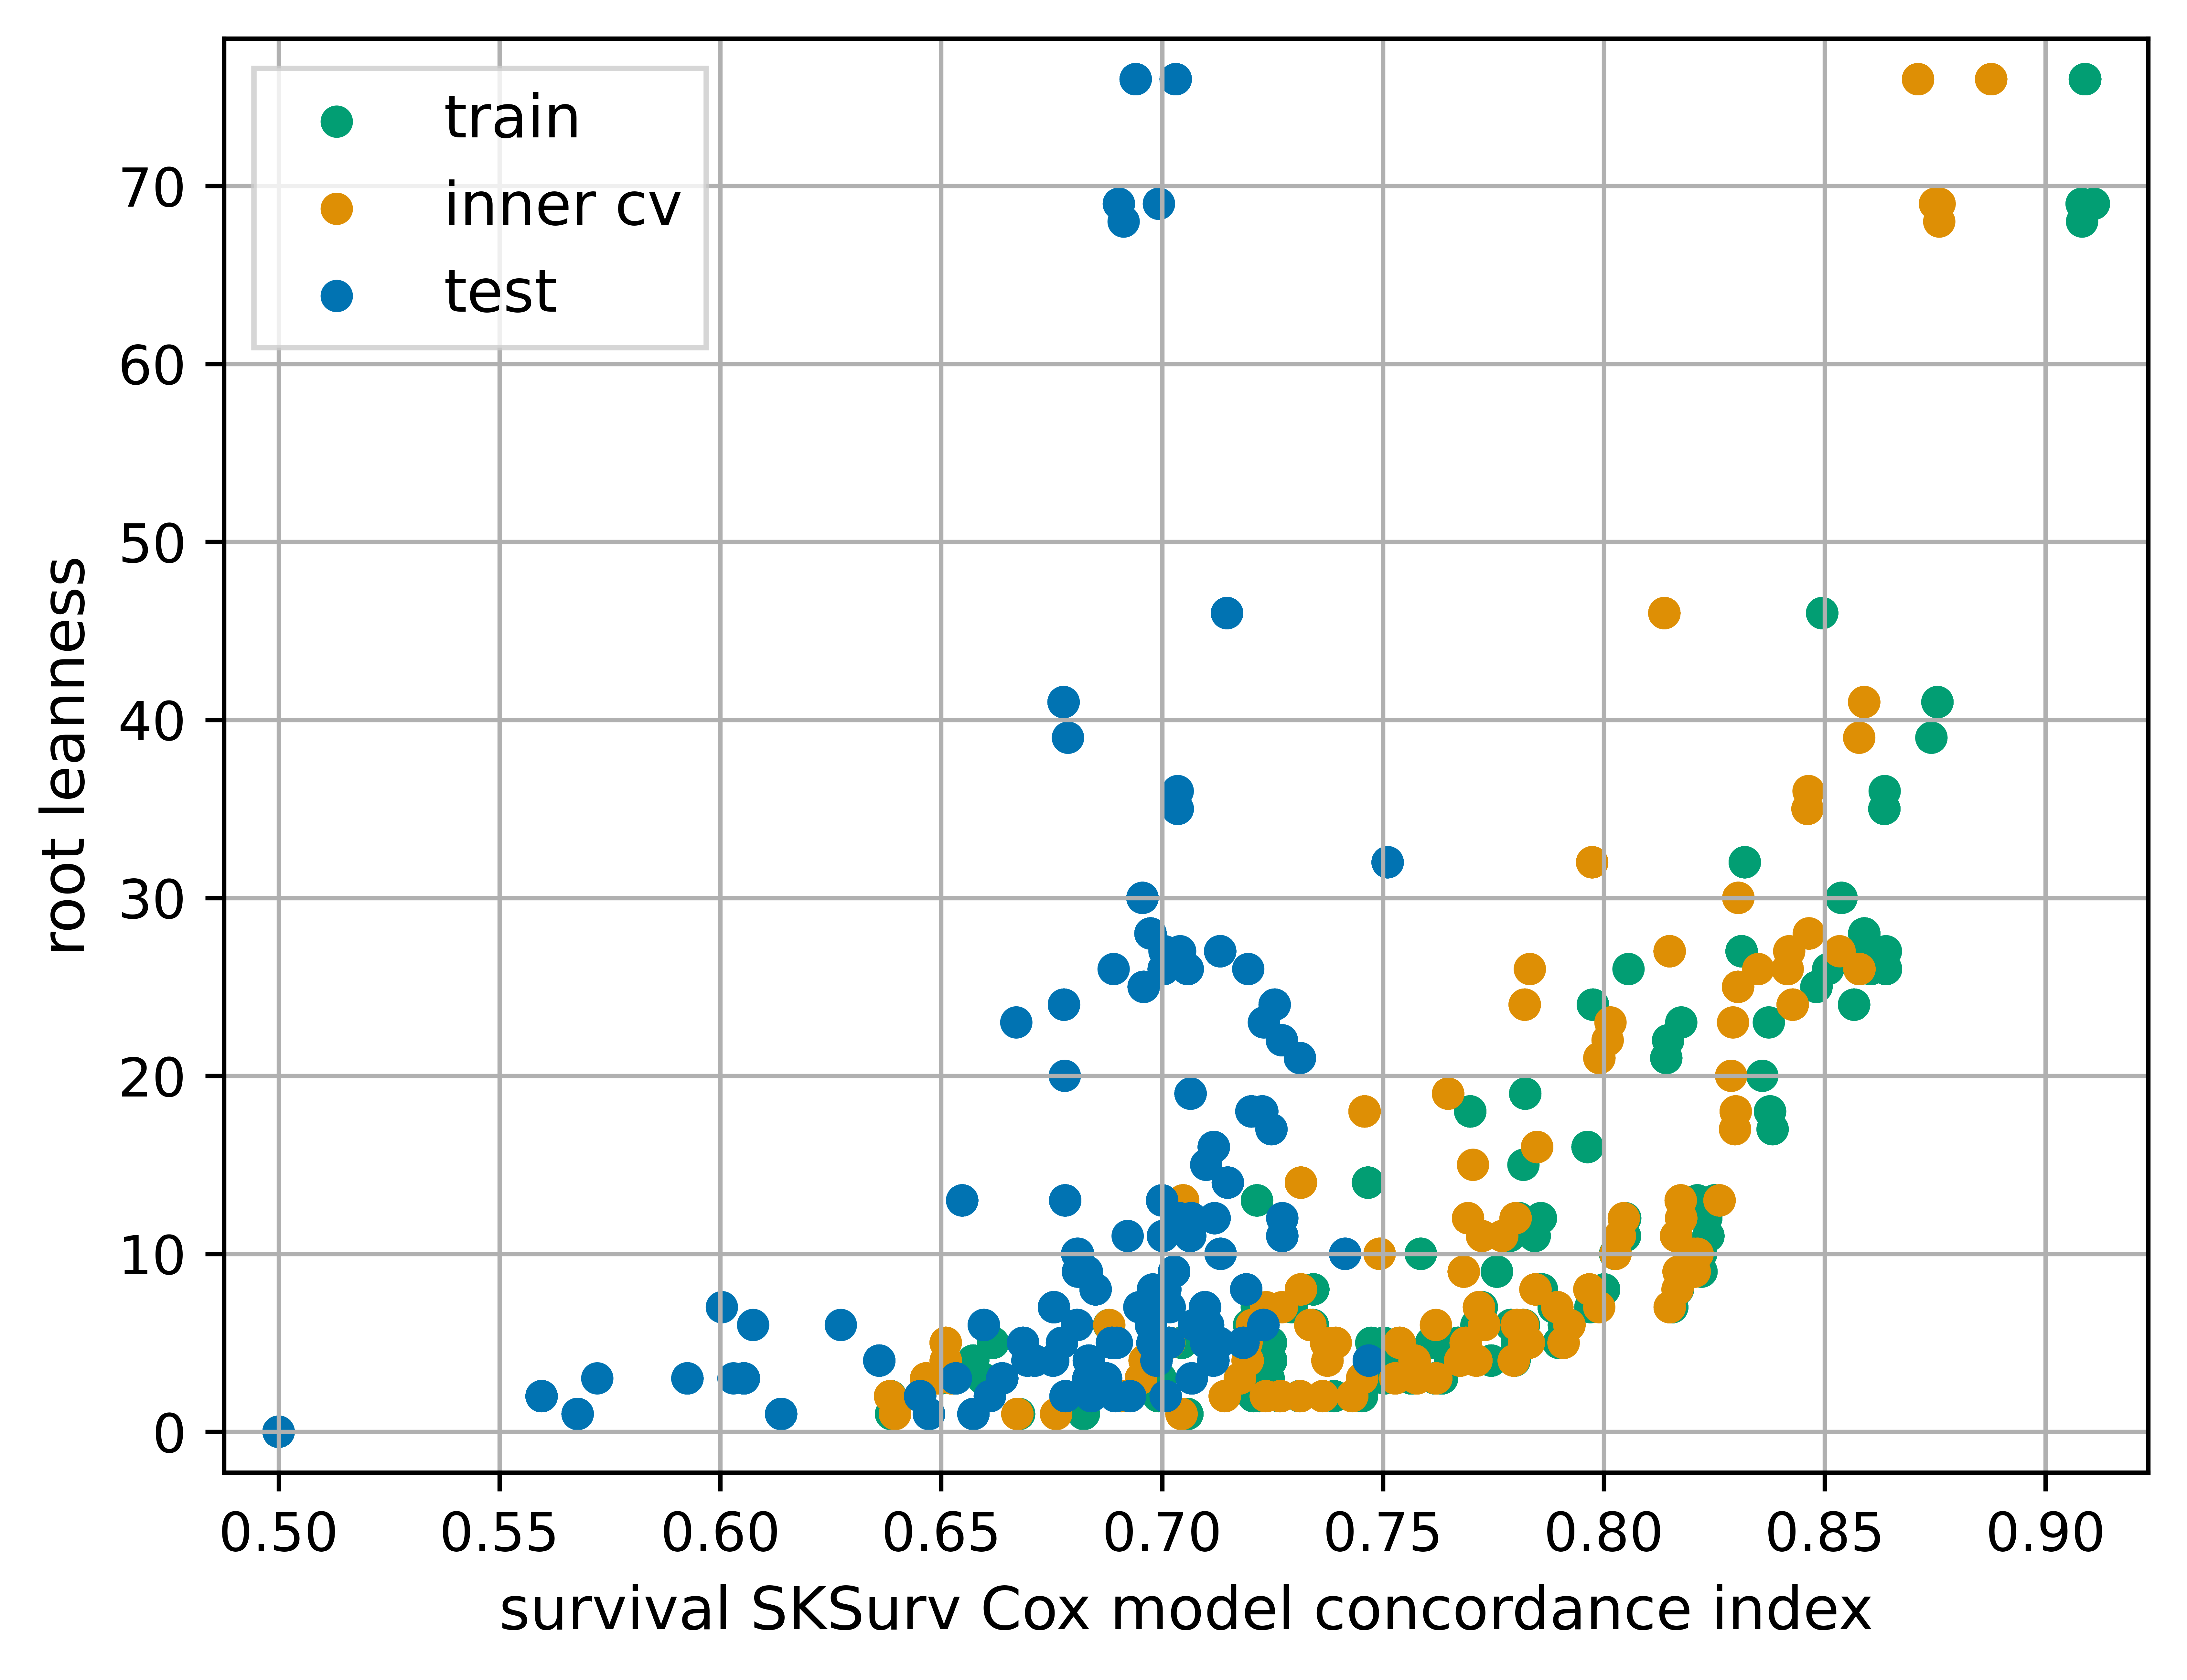 train
inner cv
test
70
60
50
40
30
20
10
0
root leanness
0.50 0.55 0.60 0.65 0.70 0.75 0.80 0.85 0.90
survival SKSurv Cox model concordance index